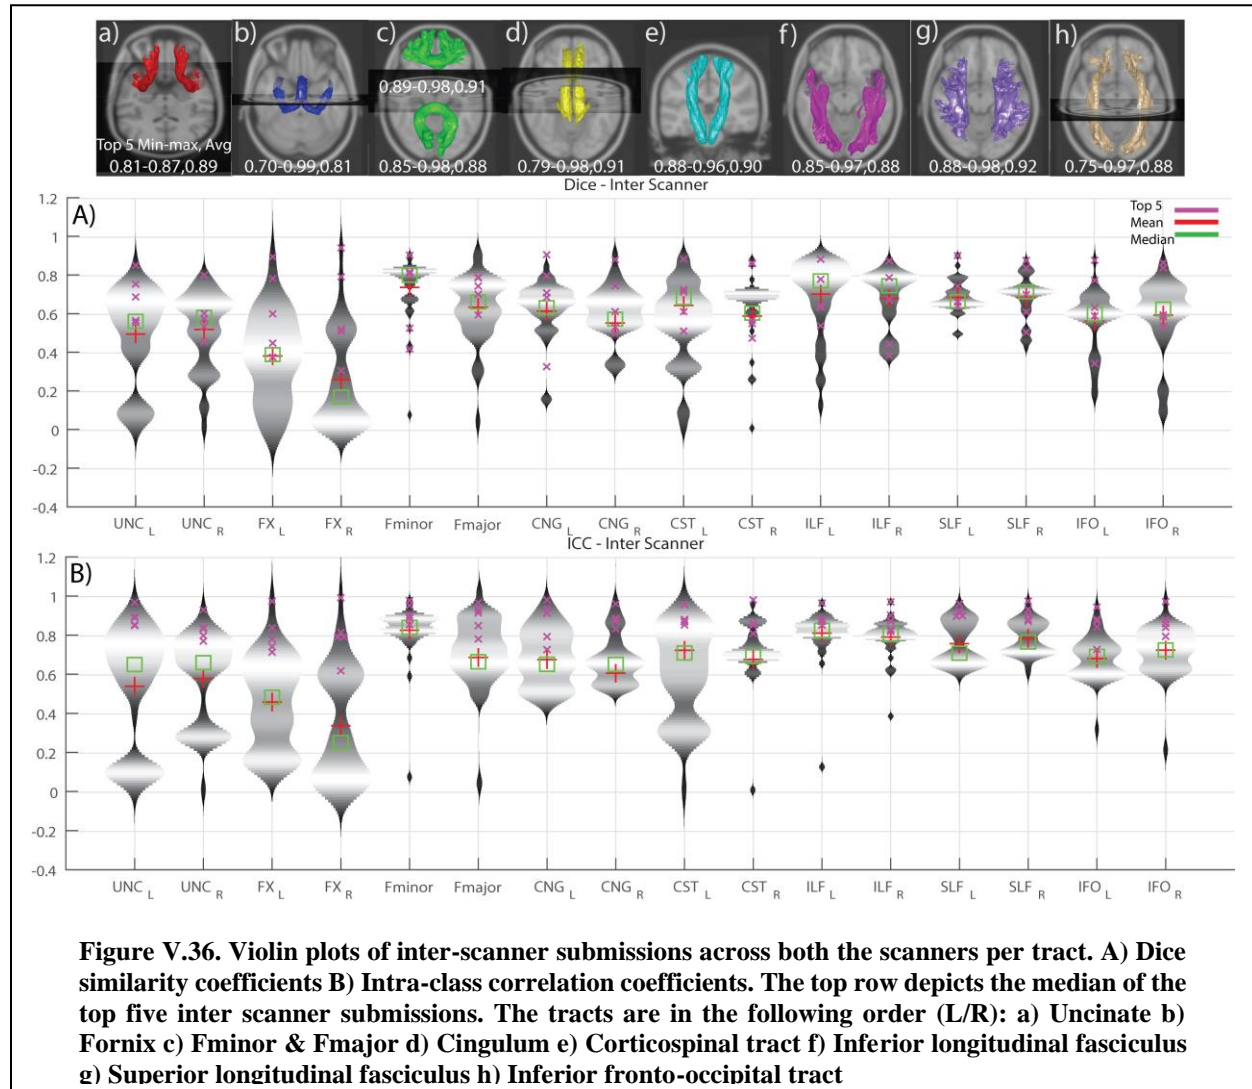 a) b) c) d) e) f) g) h)
0.89-0.98,0.91
Top 5 Min-max, Avg
0.81-0.87,0.89 0.70-0.99,0.81 0.85-0.98,0.88 0.79-0.98,0.91 0.88-0.96,0.90 0.85-0.97,0.88 0.88-0.98,0.92 0.75-0.97,0.88
Dice - Inter Scanner
A)
Top 5
Mean
Median
1.2
1
0.8
0.6
0.4
0.2
0
-0.2
-0.4
UNC L UNC R FX L FX R Fminor Fmajor CNG L CNG R CST L CST R ILF L ILF R SLF L SLF R IFO L IFO R
ICC - Inter Scanner
B)
1.2
1
0.8
0.6
0.4
0.2
0
-0.2
-0.4
UNC L UNC R FX L FX R Fminor Fmajor CNG L CNG R CST L CST R ILF L ILF R SLF L SLF R IFO L IFO R
Figure V.36. Violin plots of inter-scanner submissions across both the scanners per tract. A) Dice
similarity coefficients B) Intra-class correlation coefficients. The top row depicts the median of the
top five inter scanner submissions. The tracts are in the following order (L/R): a) Uncinate b)
Fornix c) Fminor & Fmajor d) Cingulum e) Corticospinal tract f) Inferior longitudinal fasciculus
g) Superior longitudinal fasciculus h) Inferior fronto-occipital tract